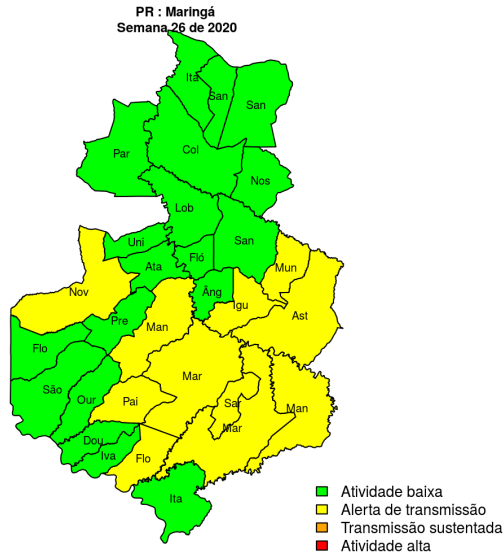 PR : Maringá
Semana 26 de 2020
Itá
San
San
Par
Col
Nos
Lob
Uni
San
Fló
Ata
Mun
Nov
Âng
Igu
Pre
Man
Ast
Flo
Mar
São
Our
Pai
Sar
Man
Mar
Dou
Iva
Flo
Ita
Atividade baixa
Alerta de transmissão
Transmissão sustentada
Atividade alta